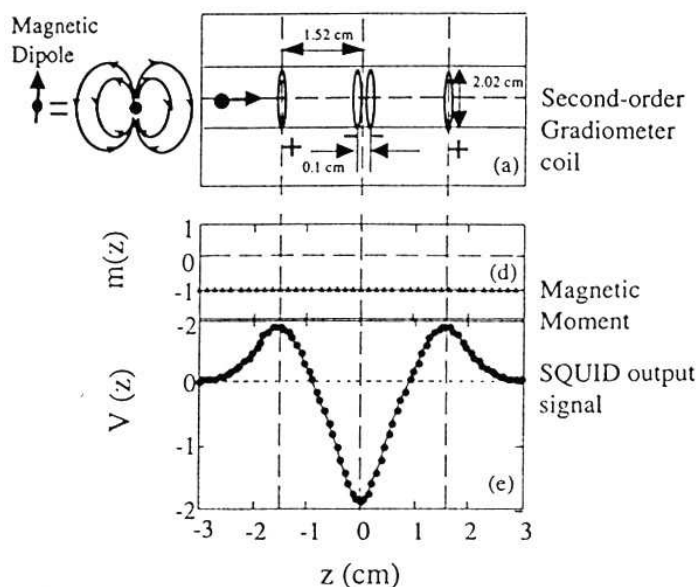 Magnetic
Dipole
=
1.52 cm
2.02 cm
Second-order
Gradiometer
coil
+ − − +
0.1 cm
(a)
m(z)
1
0
-1
(d)
Magnetic
Moment
V (z)
-2
0
-1
-2
(e)
SQUID output
signal
-3 -2 -1 0 1 2 3
z (cm)